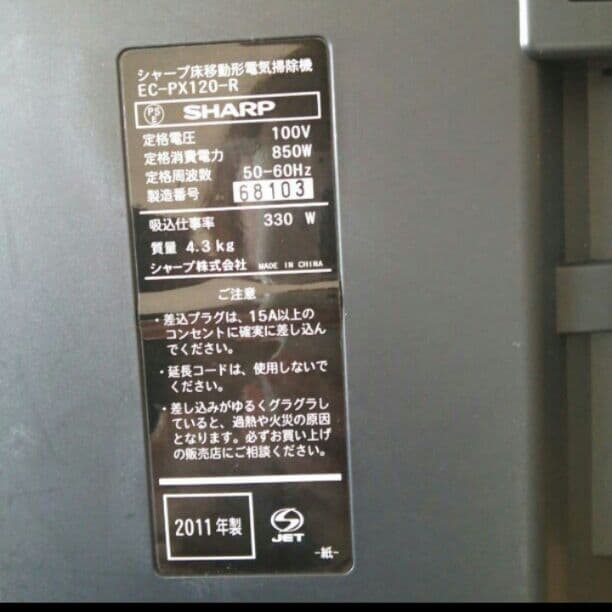 シャープ床移動形電気掃除機
EC-PX120-R
PS E SHARP
定格電圧 100V
定格消費電力 850W
定格周波数 50-60Hz
製造番号 68103
吸込仕事率 330 W
質量 4.3kg
シャープ株式会社 MADE IN CHINA
ご注意
・差込プラグは、15A以上の
コンセントに確実に差し込ん
でください。
・延長コードは、使用しないで
ください。
・差し込みがゆるくグラグラし
ていると、過熱や火災の原因
となります。必ずお買い上げ
の販売店にご相談ください。
2011年製
S JET
-紙-